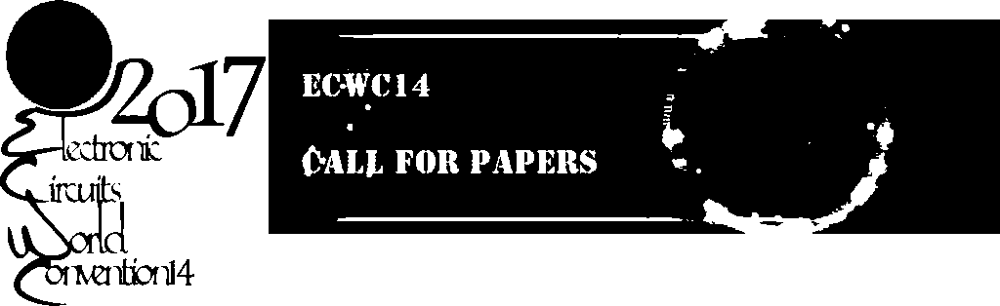 2017
Electronic
Circuits
World
Convention14
ECWC14
CALL FOR PAPERS